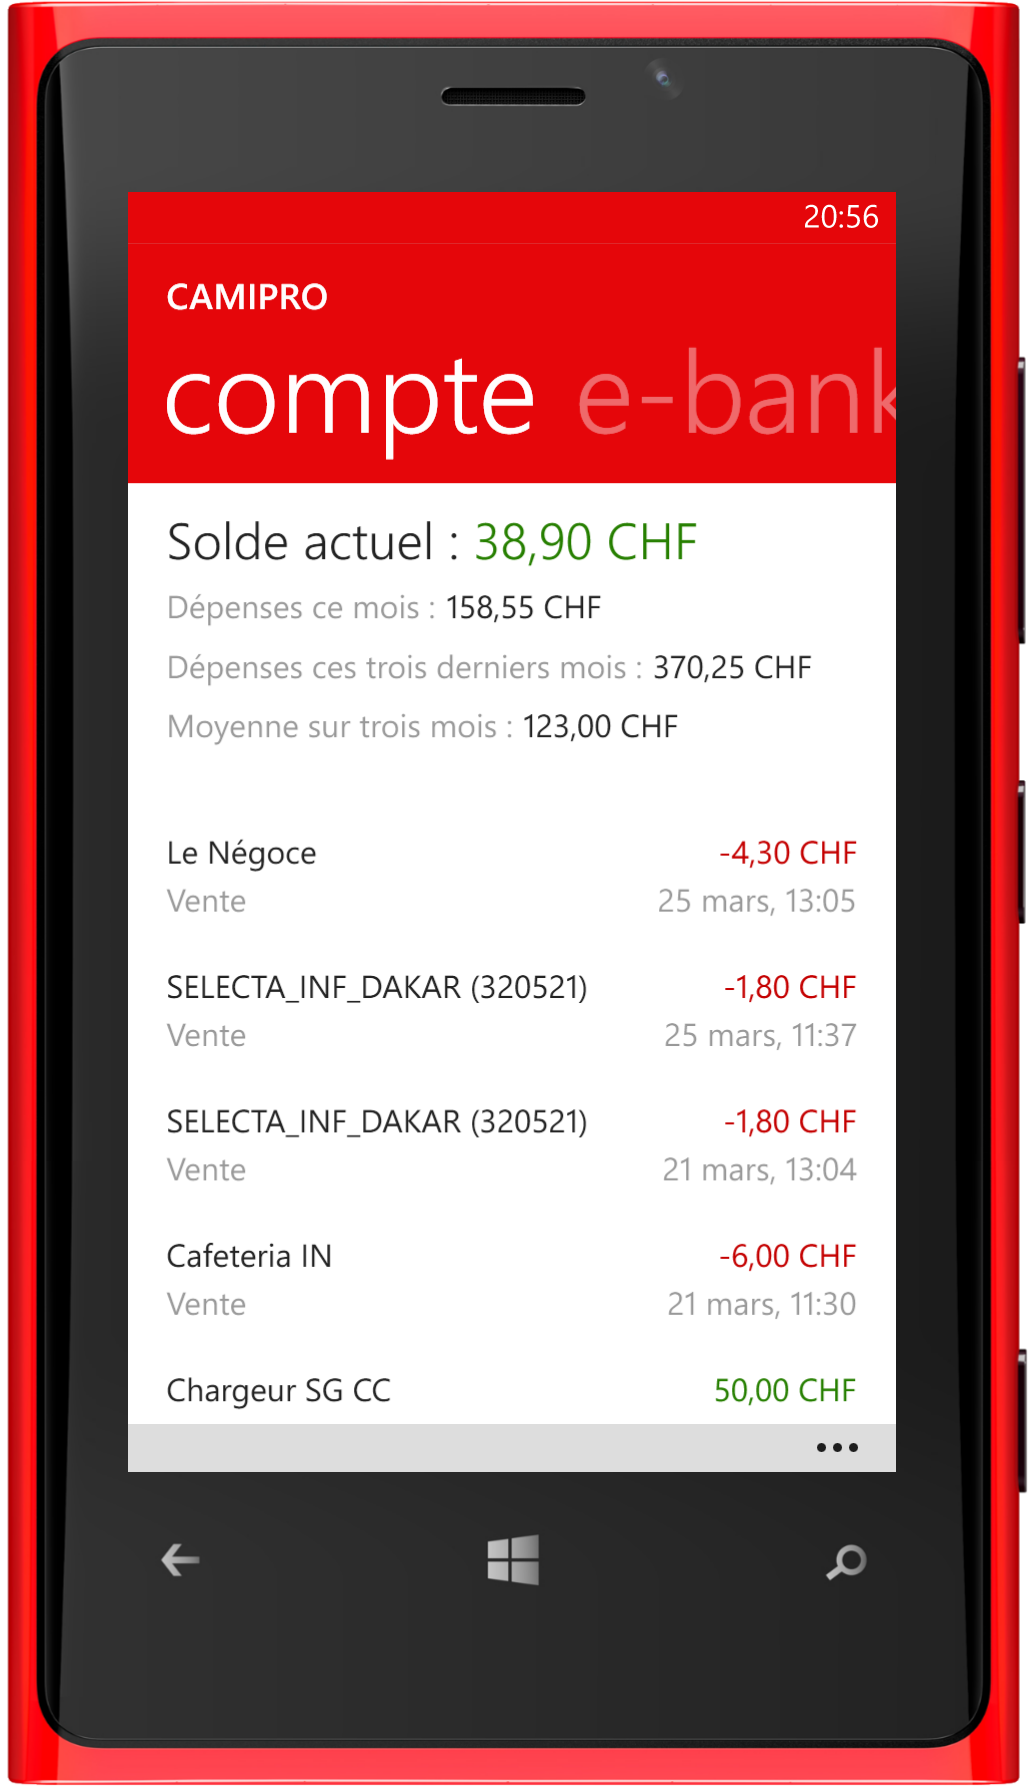 20:56
CAMIPRO
compte e-bank
Solde actuel : 38,90 CHF
Dépenses ce mois : 158,55 CHF
Dépenses ces trois derniers mois : 370,25 CHF
Moyenne sur trois mois : 123,00 CHF
Le Négoce -4,30 CHF
Vente 25 mars, 13:05
SELECTA_INF_DAKAR (320521) -1,80 CHF
Vente 25 mars, 11:37
SELECTA_INF_DAKAR (320521) -1,80 CHF
Vente 21 mars, 13:04
Cafeteria IN -6,00 CHF
Vente 21 mars, 11:30
Chargeur SG CC 50,00 CHF